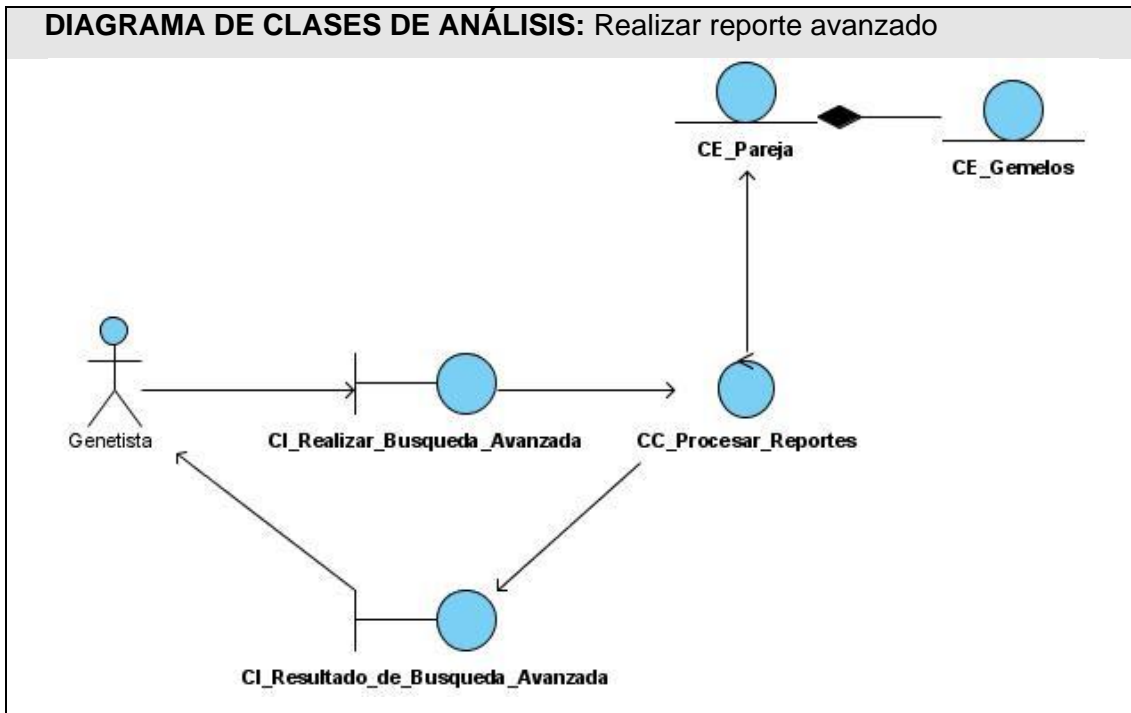 DIAGRAMA DE CLASES DE ANÁLISIS: Realizar reporte avanzado
CE_Pareja
CE_Gemelos
Genetista
CI_Realizar_Busqueda_Avanzada
CC_Procesar_Reportes
CI_Resultado_de_Busqueda_Avanzada